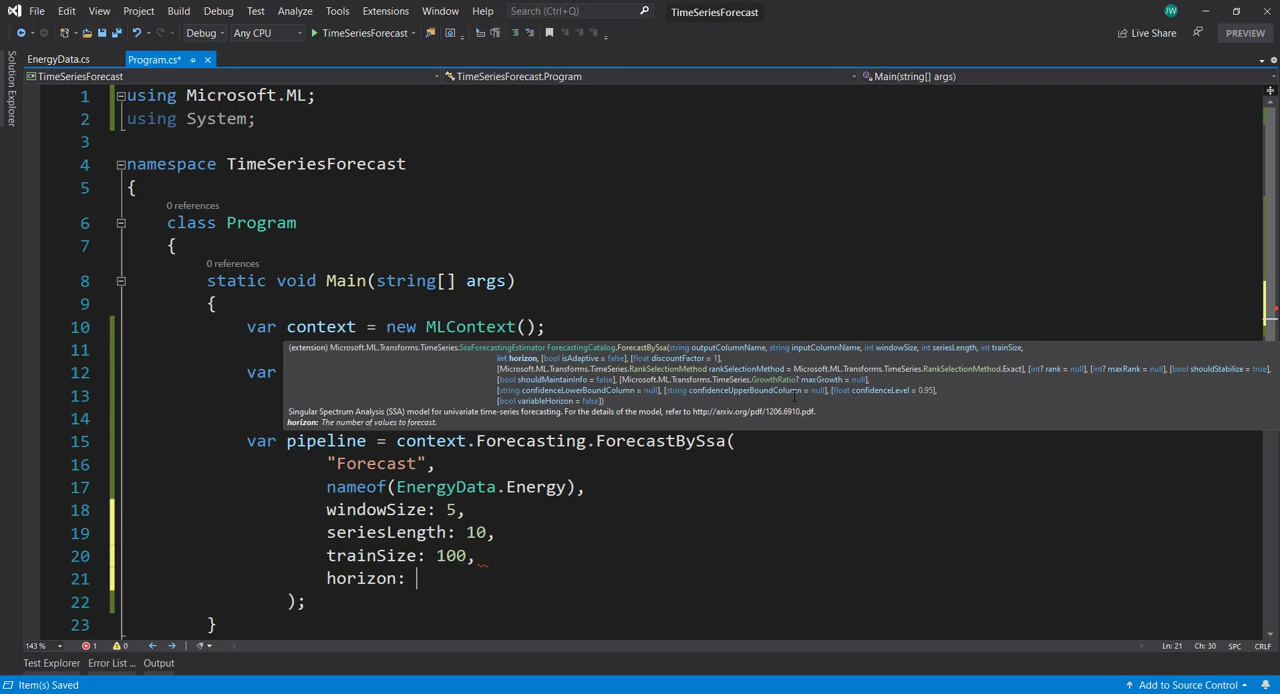 File Edit View Project Build Debug Test Analyze Tools Extensions Window Help Search (Ctrl+Q) TimeSeriesForecast JW
Debug Any CPU TimeSeriesForecast Live Share PREVIEW
EnergyData.cs Program.cs*
TimeSeriesForecast TimeSeriesForecast.Program Main(string[] args)
Solution Explorer
1 using Microsoft.ML;
2 using System;
3
4 namespace TimeSeriesForecast
5 {
0 references
6 class Program
7 {
0 references
8 static void Main(string[] args)
9 {
10 var context = new MLContext();
11
(extension) Microsoft.ML.Transforms.TimeSeries.SsaForecastingEstimator ForecastingCatalog.ForecastBySsa(string outputColumnName, string inputColumnName, int windowSize, int seriesLength, int trainSize,
int horizon, [bool isAdaptive = false], [float discountFactor = 1],
[Microsoft.ML.Transforms.TimeSeries.RankSelectionMethod rankSelectionMethod = Microsoft.ML.Transforms.TimeSeries.RankSelectionMethod.Exact], [int? rank = null], [int? maxRank = null], [bool shouldStabilize = true],
12 var
[bool shouldMaintainInfo = false], [Microsoft.ML.Transforms.TimeSeries.GrowthRatio? maxGrowth = null],
[string confidenceLowerBoundColumn = null], [string confidenceUpperBoundColumn = null], [float confidenceLevel = 0.95],
13
[bool variableHorizon = false])
Singular Spectrum Analysis (SSA) model for univariate time-series forecasting. For the details of the model, refer to http://arxiv.org/pdf/1206.6910.pdf.
14
horizon: The number of values to forecast.
15 var pipeline = context.Forecasting.ForecastBySsa(
16 "Forecast",
17 nameof(EnergyData.Energy),
18 windowSize: 5,
19 seriesLength: 10,
20 trainSize: 100,
21 horizon:
22 );
23 }
143 % 1 0 Ln: 21 Ch: 30 SPC CRLF
Test Explorer Error List ... Output
Item(s) Saved Add to Source Control